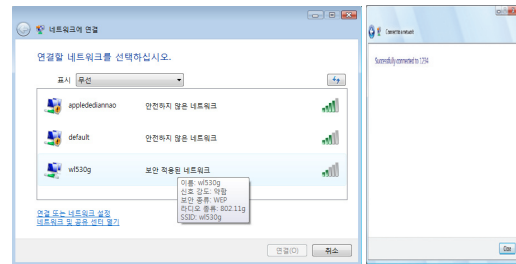 네트워크에 연결
연결할 네트워크를 선택하십시오.
표시 무선
appledediannao 안전하지 않은 네트워크
default 안전하지 않은 네트워크
wl530g 보안 적용된 네트워크
이름: wl530g
신호 강도: 약함
보안 종류: WEP
라디오 종류: 802.11g
SSID: wl530g
연결 또는 네트워크 설정
네트워크 및 공유 센터 열기
연결(O) 취소
Connect to a network
Successfully connected to 1234
Close